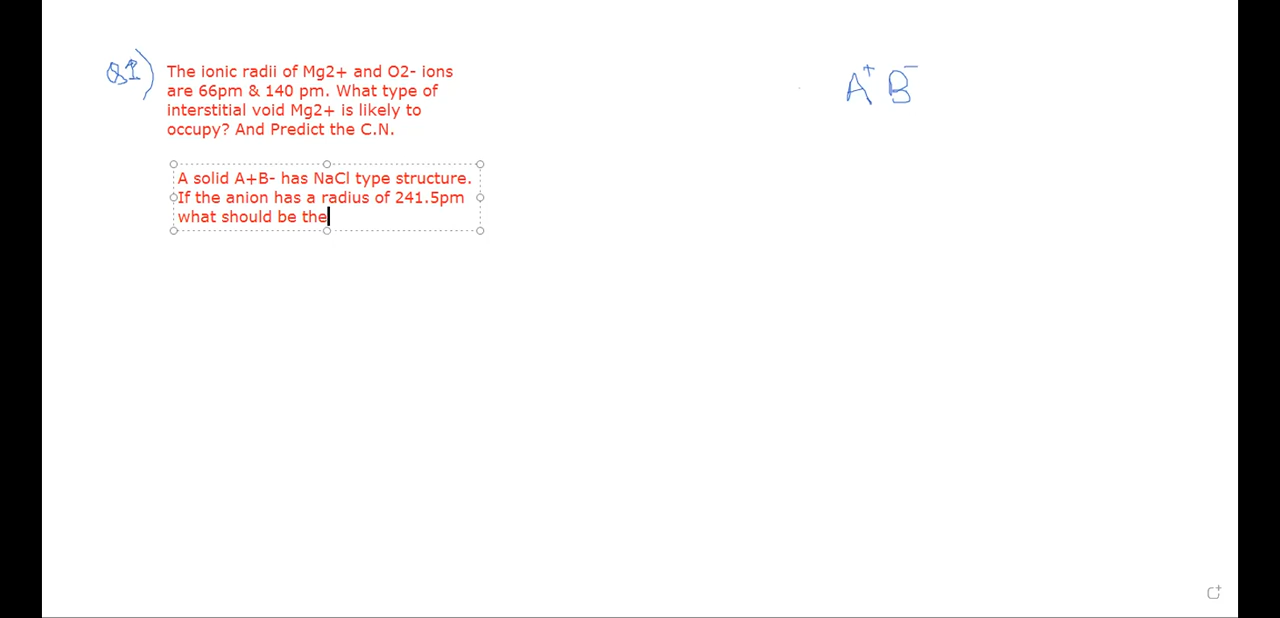 Q1)
The ionic radii of Mg2+ and O2- ions
are 66pm & 140 pm. What type of
interstitial void Mg2+ is likely to
occupy? And Predict the C.N.
A solid A+B- has NaCl type structure.
If the anion has a radius of 241.5pm
what should be the
A+ B-